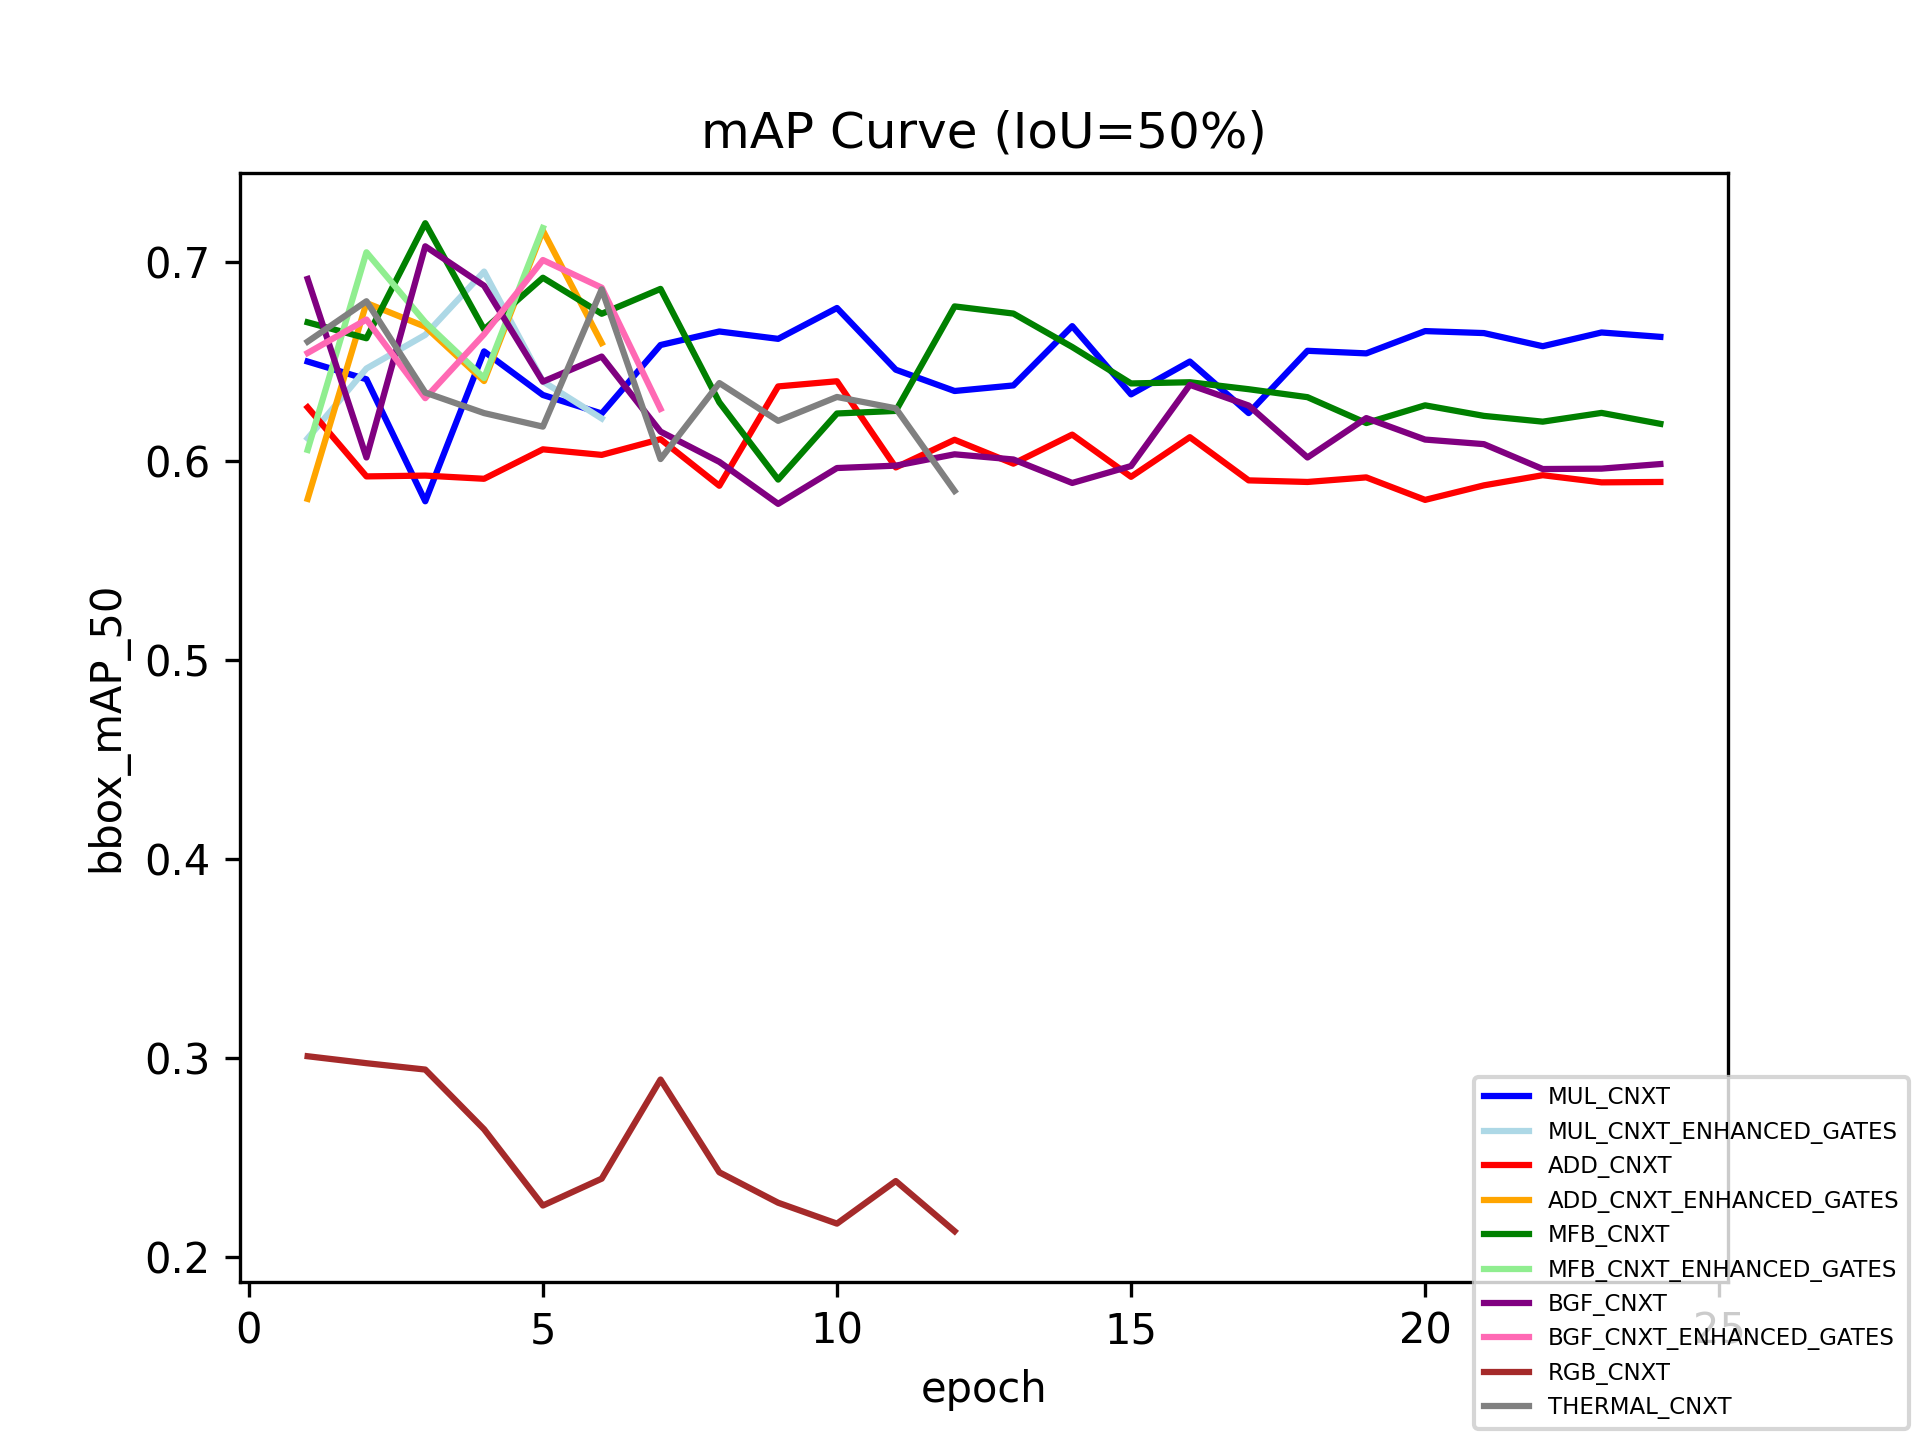 mAP Curve (IoU=50%)
bbox_mAP_50
0.7
0.6
0.5
0.4
0.3
0.2
0
5
10
15
20
25
epoch
MUL_CNXT
MUL_CNXT_ENHANCED_GATES
ADD_CNXT
ADD_CNXT_ENHANCED_GATES
MFB_CNXT
MFB_CNXT_ENHANCED_GATES
BGF_CNXT
BGF_CNXT_ENHANCED_GATES
RGB_CNXT
THERMAL_CNXT